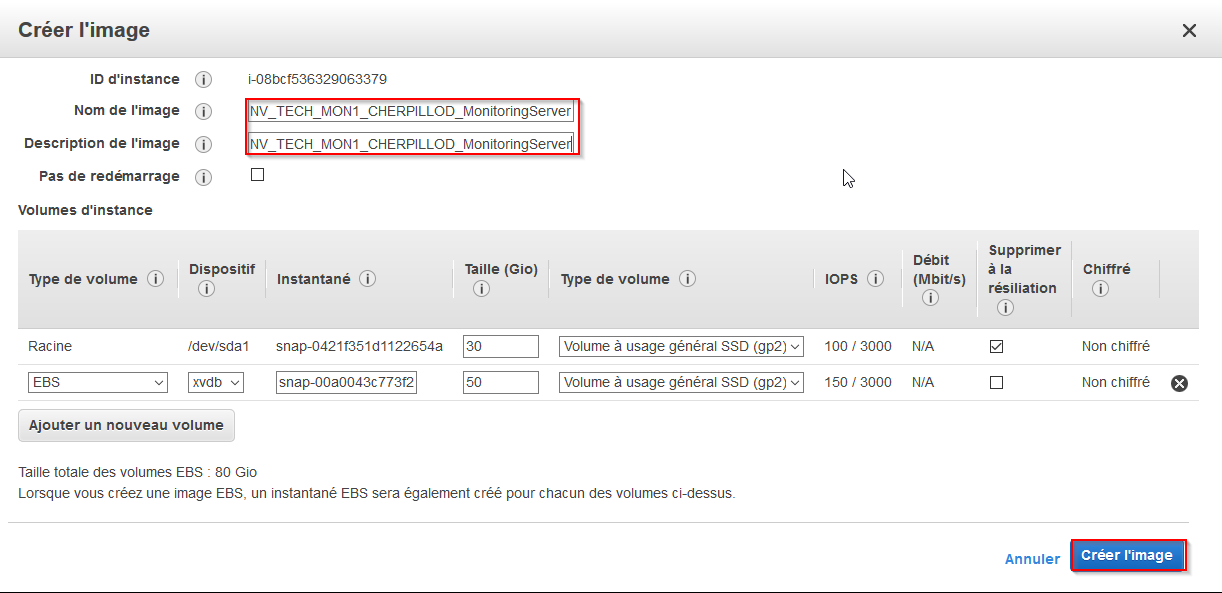 Créer l'image
ID d'instance i-08bcf536329063379
Nom de l'image NV_TECH_MON1_CHERPILLOD_MonitoringServer
Description de l'image NV_TECH_MON1_CHERPILLOD_MonitoringServer
Pas de redémarrage
Volumes d'instance
Type de volume Dispositif Instantané Taille (Gio) Type de volume IOPS Débit (Mbit/s) Supprimer à la résiliation Chiffré
Racine /dev/sda1 snap-0421f351d1122654a 30 Volume à usage général SSD (gp2) 100 / 3000 N/A Non chiffré
EBS xvdb snap-00a0043c773f2 50 Volume à usage général SSD (gp2) 150 / 3000 N/A Non chiffré
Ajouter un nouveau volume
Taille totale des volumes EBS : 80 Gio
Lorsque vous créez une image EBS, un instantané EBS sera également créé pour chacun des volumes ci-dessus.
Annuler Créer l'image